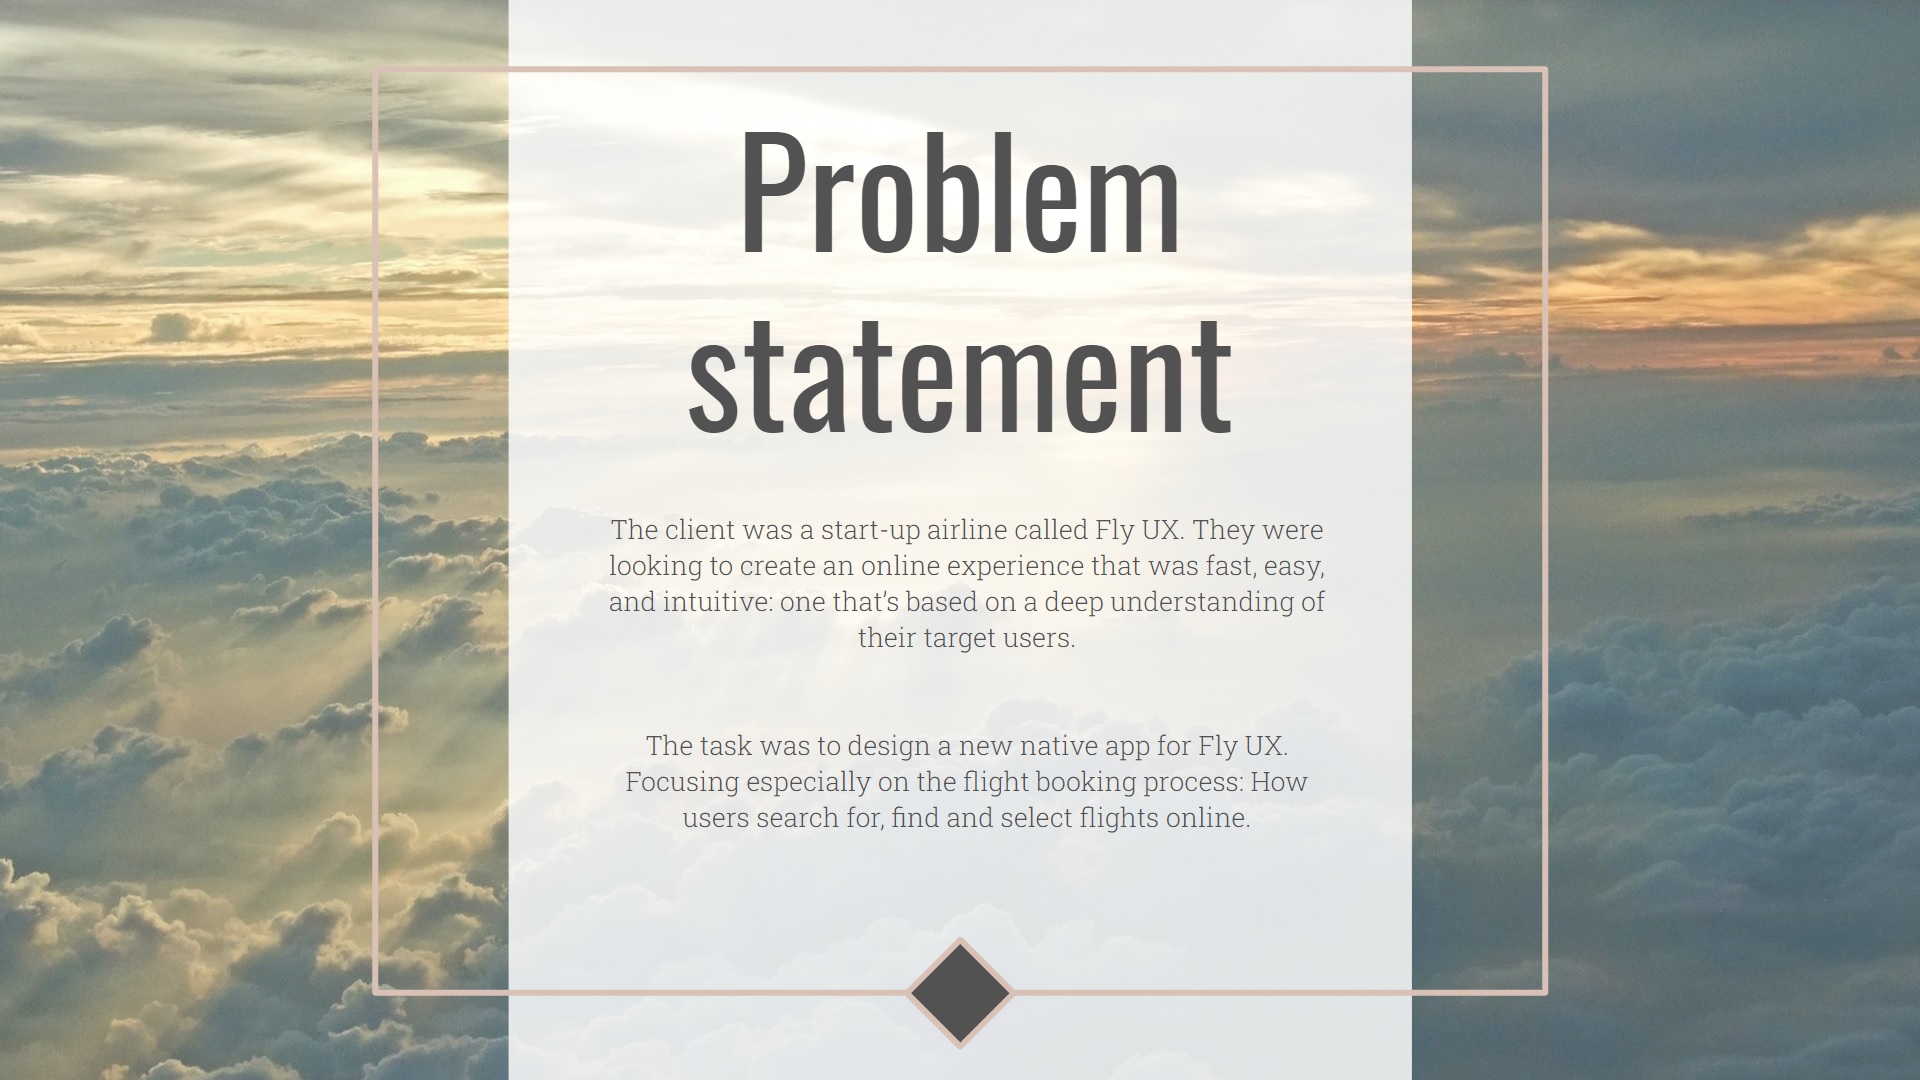 Problem
statement
The client was a start-up airline called Fly UX. They were
looking to create an online experience that was fast, easy,
and intuitive: one that’s based on a deep understanding of
their target users.
The task was to design a new native app for Fly UX.
Focusing especially on the flight booking process: How
users search for, find and select flights online.